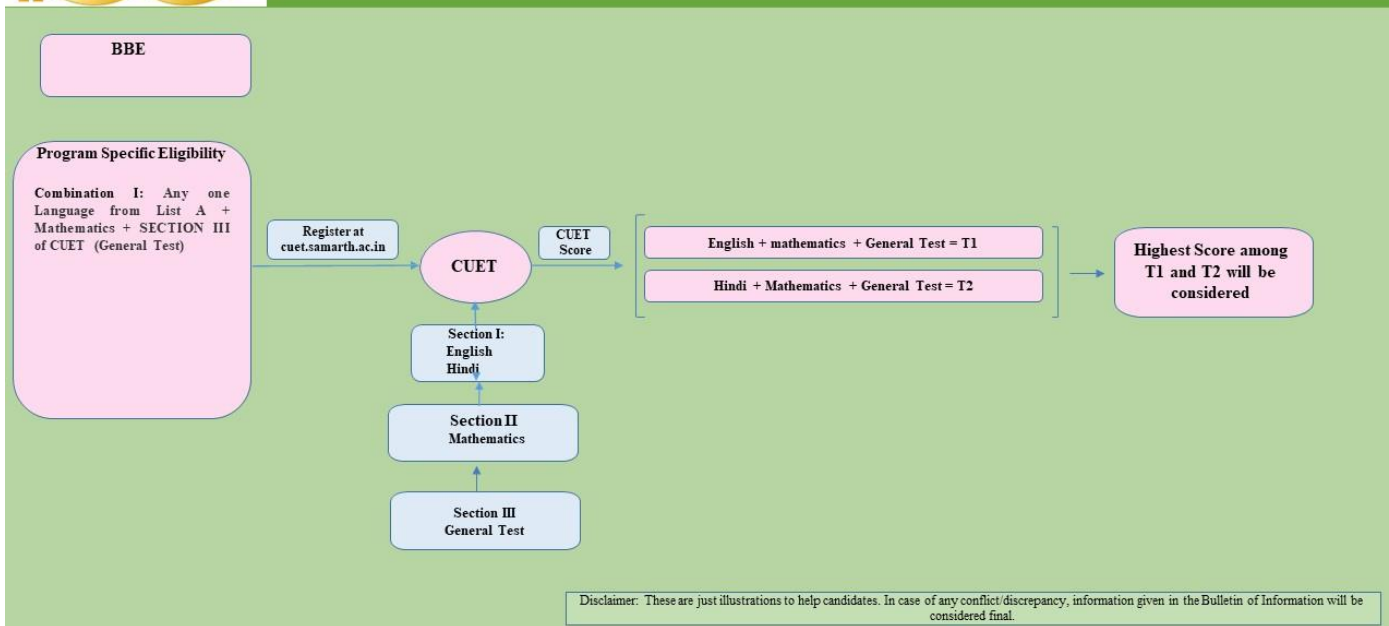 BBE
Program Specific Eligibility
Combination I: Any one
Language from List A +
Mathematics + SECTION III
of CUET (General Test)
Register at
cuet.samarth.ac.in
CUET
CUET
Score
English + mathematics + General Test = T1
Hindi + Mathematics + General Test = T2
Highest Score among
T1 and T2 will be
considered
Section I:
English
Hindi
Section II
Mathematics
Section III
General Test
Disclaimer: These are just illustrations to help candidates. In case of any conflict/discrepancy, information given in the Bulletin of Information will be
considered final.